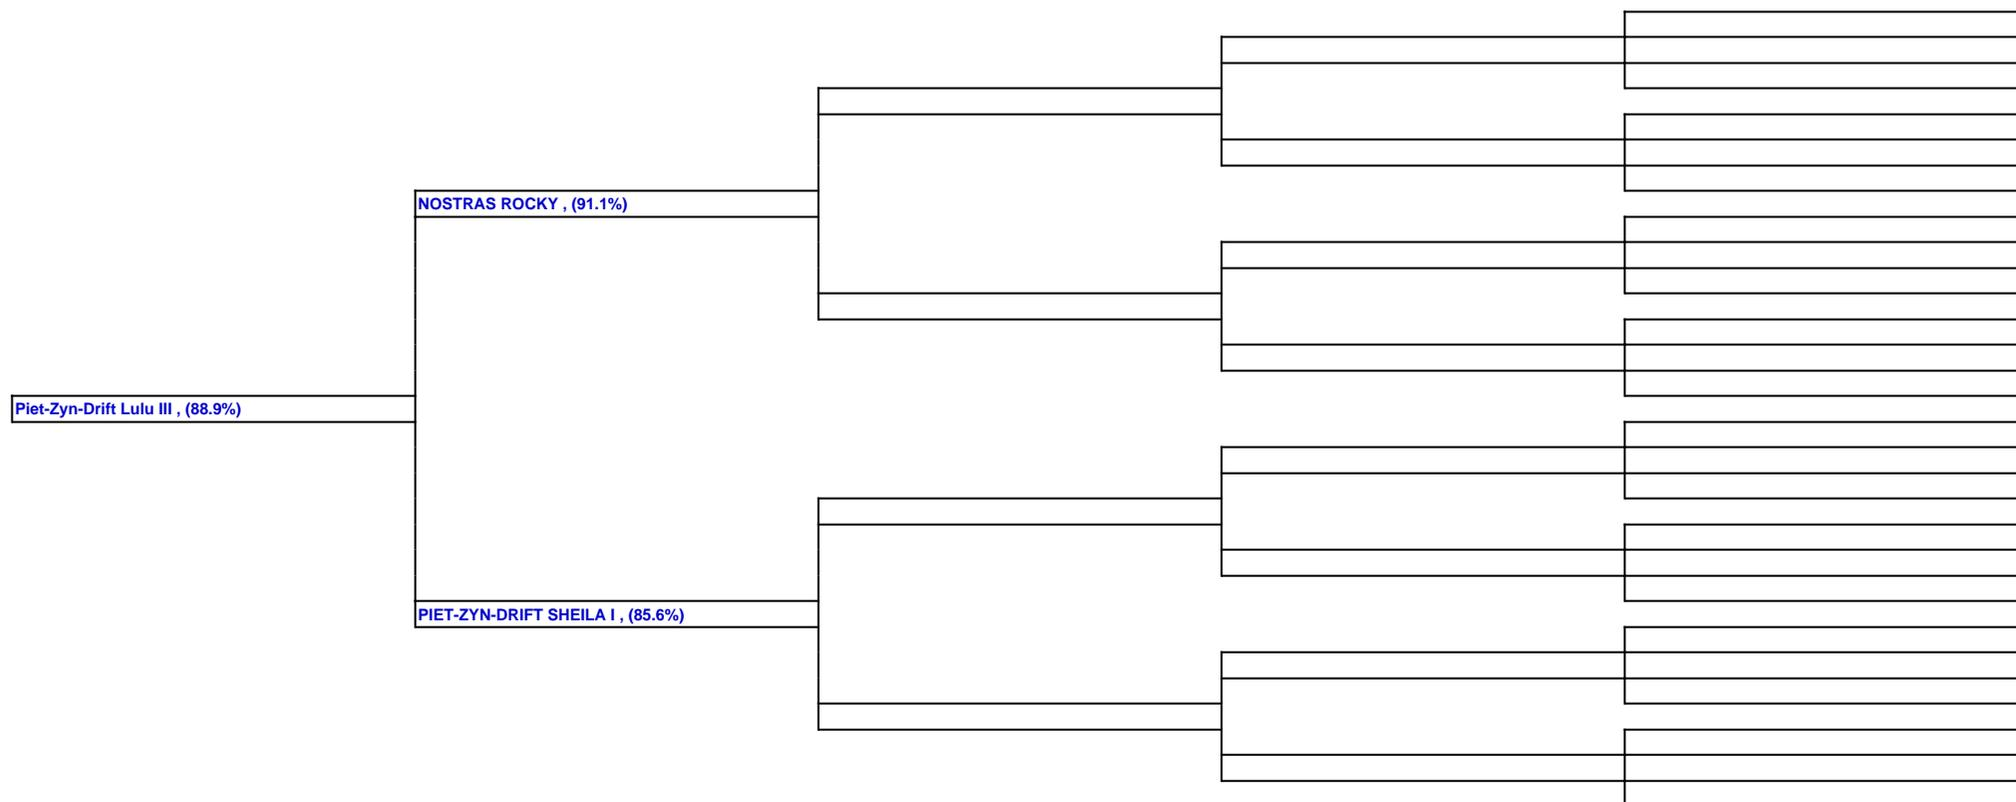 NOSTRAS ROCKY , (91.1%)
Piet-Zyn-Drift Lulu III , (88.9%)
PIET-ZYN-DRIFT SHEILA I , (85.6%)